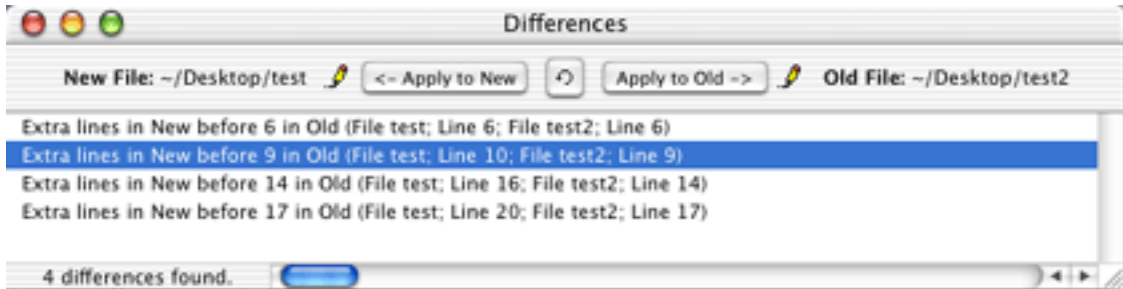 Differences
New File: ~/Desktop/test <- Apply to New Apply to Old -> Old File: ~/Desktop/test2
Extra lines in New before 6 in Old (File test; Line 6; File test2; Line 6)
Extra lines in New before 9 in Old (File test; Line 10; File test2; Line 9)
Extra lines in New before 14 in Old (File test; Line 16; File test2; Line 14)
Extra lines in New before 17 in Old (File test; Line 20; File test2; Line 17)
4 differences found.